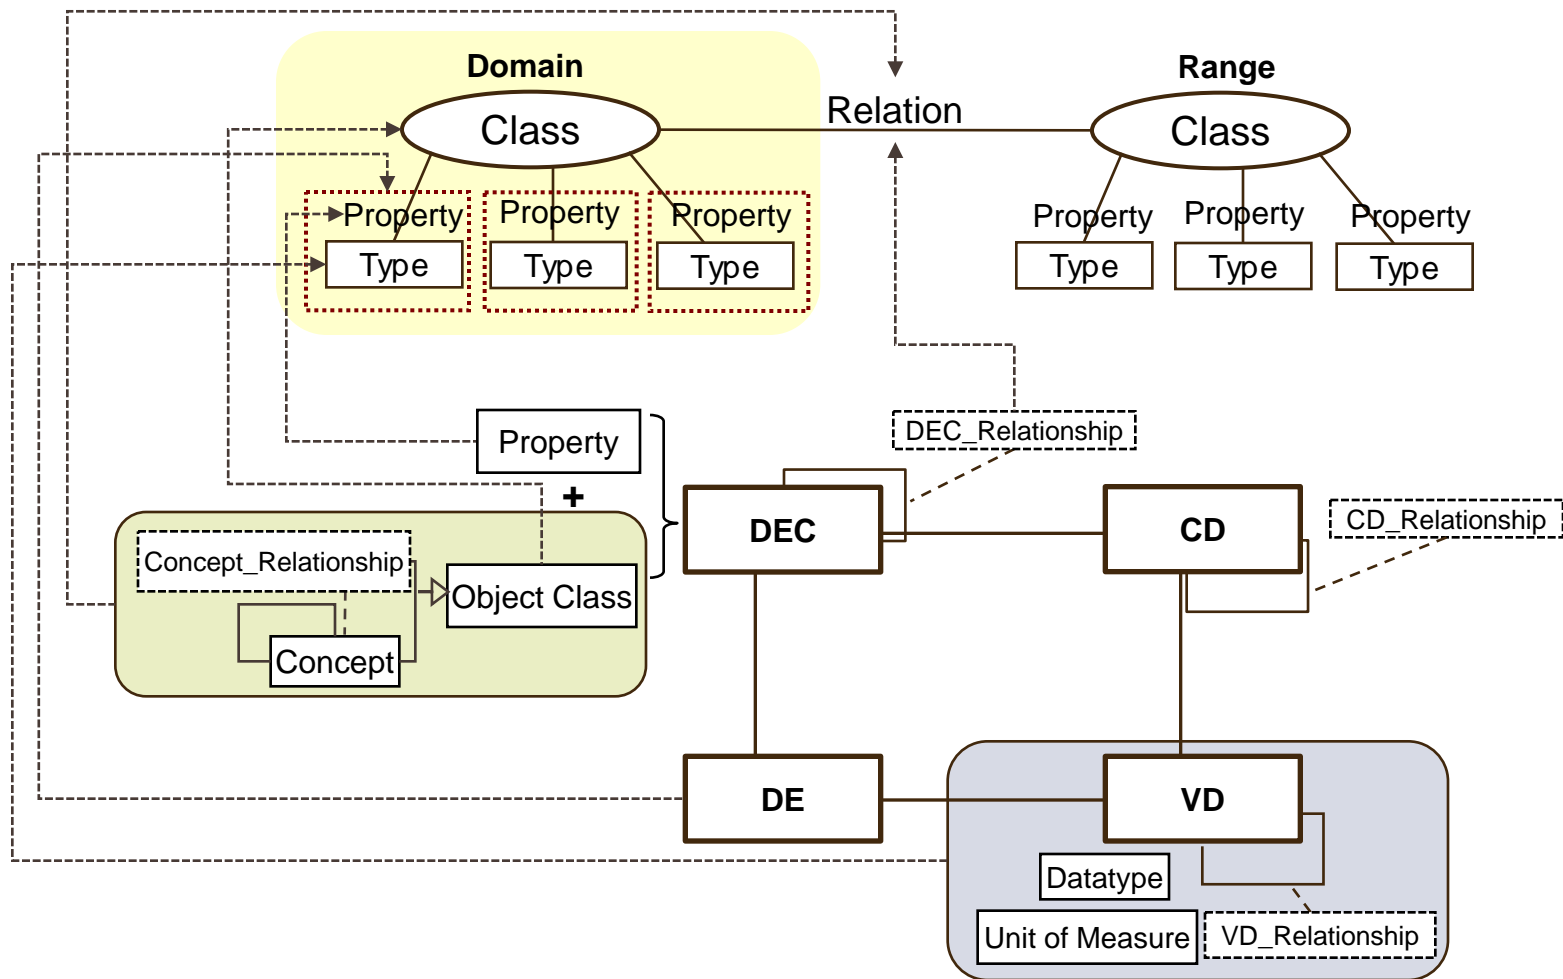 Domain
Range
Class
Relation
Class
Property
Property
Property
Property
Property
Property
Type
Type
Type
Type
Type
Type
Property
DEC_Relationship
+
DEC
CD
CD_Relationship
Concept_Relationship
Object Class
Concept
DE
VD
Datatype
Unit of Measure
VD_Relationship